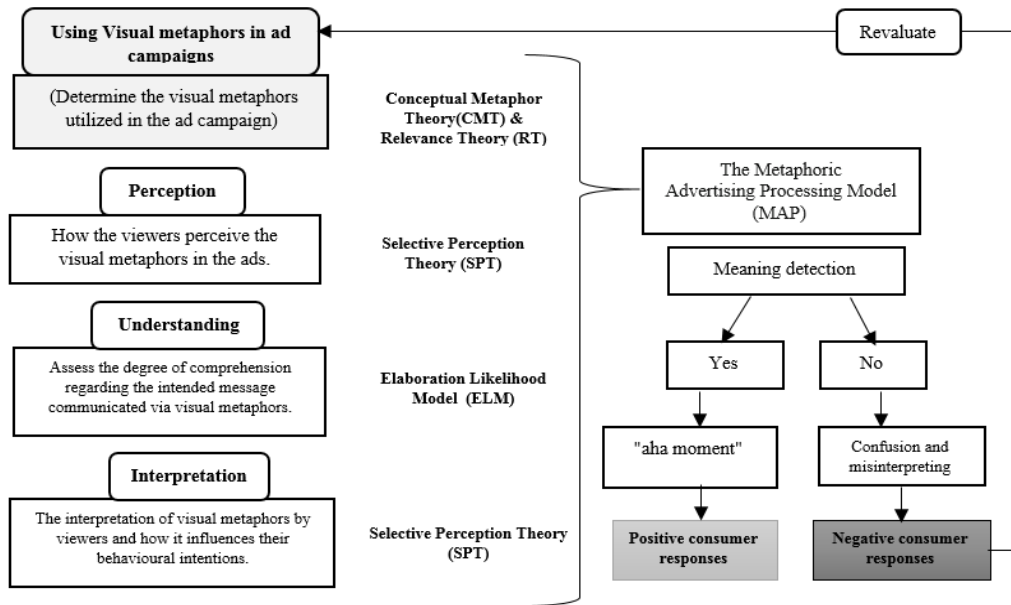 Using Visual metaphors in ad
campaigns
(Determine the visual metaphors
utilized in the ad campaign)
Perception
How the viewers perceive the
visual metaphors in the ads.
Understanding
Assess the degree of comprehension
regarding the intended message
communicated via visual metaphors.
Interpretation
The interpretation of visual metaphors by
viewers and how it influences their
behavioural intentions.
Conceptual Metaphor
Theory(CMT) &
Relevance Theory (RT)
Selective Perception
Theory (SPT)
Elaboration Likelihood
Model (ELM)
Selective Perception Theory
(SPT)
Revaluate
The Metaphoric
Advertising Processing Model
(MAP)
Meaning detection
Yes
No
"aha moment"
Confusion and
misinterpreting
Positive consumer
responses
Negative consumer
responses